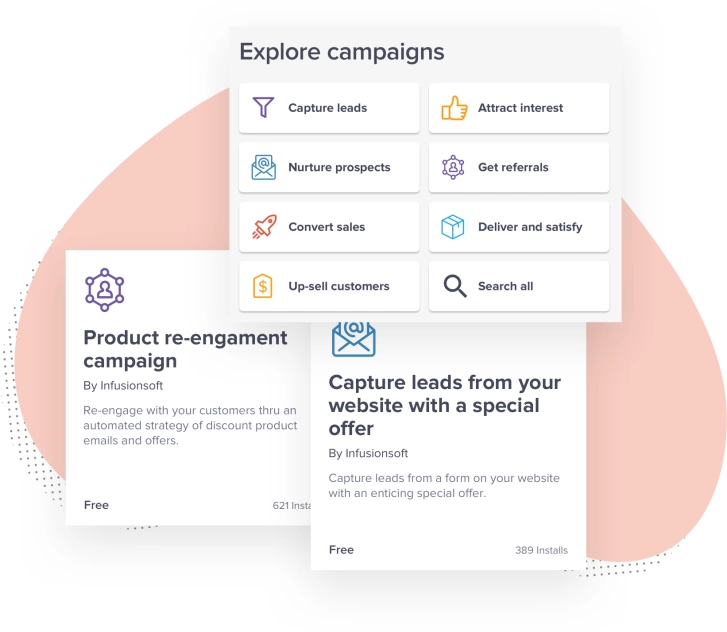 Explore campaigns
Capture leads
Attract interest
Nurture prospects
Get referrals
Convert sales
Deliver and satisfy
Up-sell customers
Search all
Product re-engament
campaign
By Infusionsoft
Re-engage with your customers thru an
automated strategy of discount product
emails and offers.
Free
621
Capture leads from your
website with a special
offer
By Infusionsoft
Capture leads from a form on your website
with an enticing special offer.
Free
389 Installs